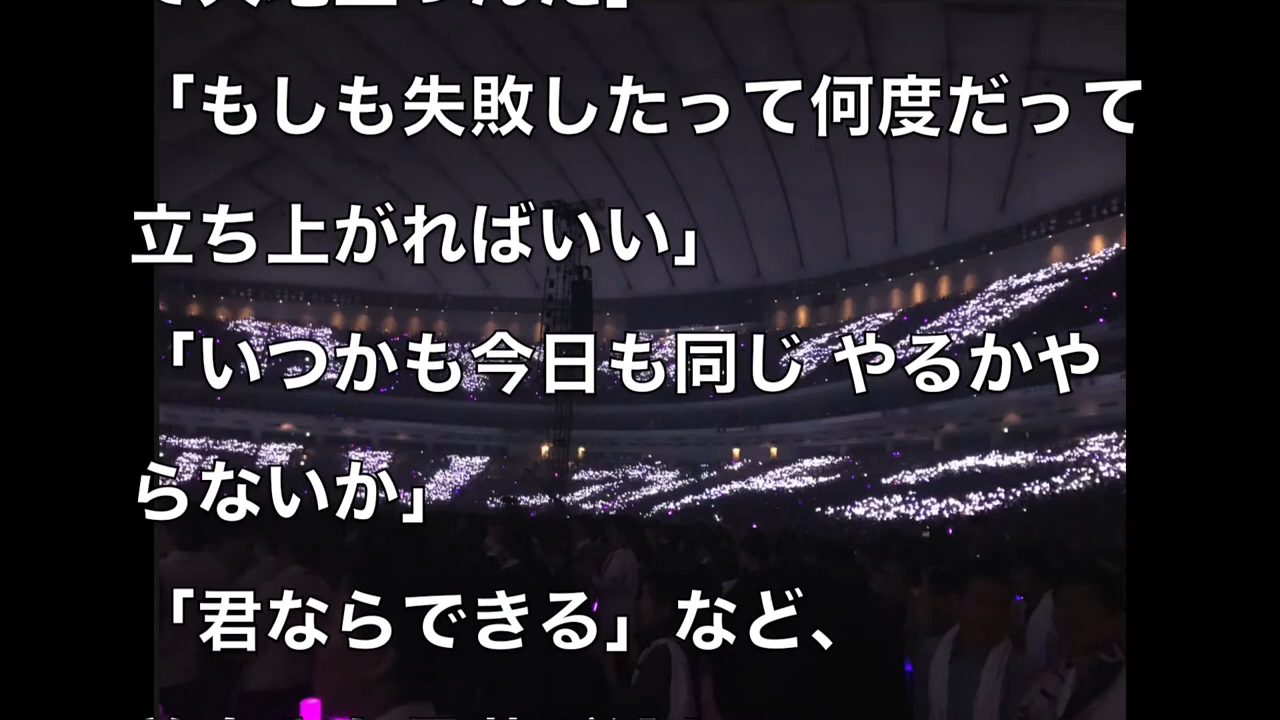 「もしも失敗したって何度だって
立ち上がればいい」
「いつかも今日も同じ やるかや
らないか」
「君ならできる」など、